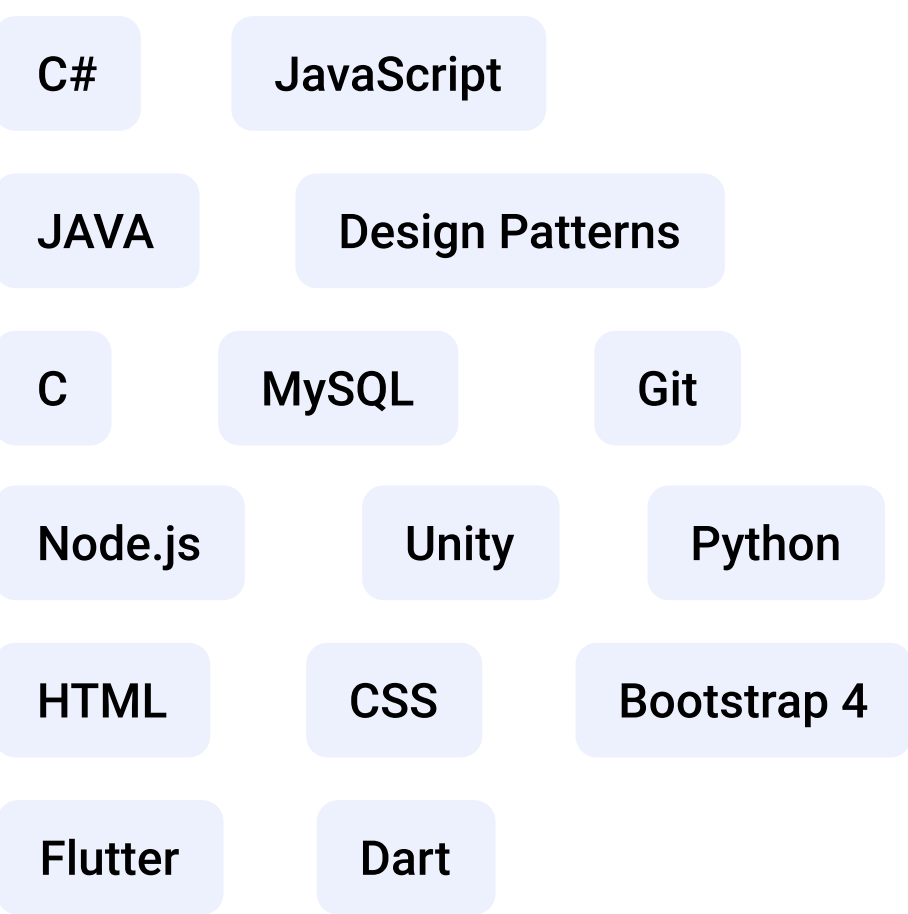 C# JavaScript
JAVA Design Patterns
C MySQL Git
Node.js Unity Python
HTML CSS Bootstrap 4
Flutter Dart